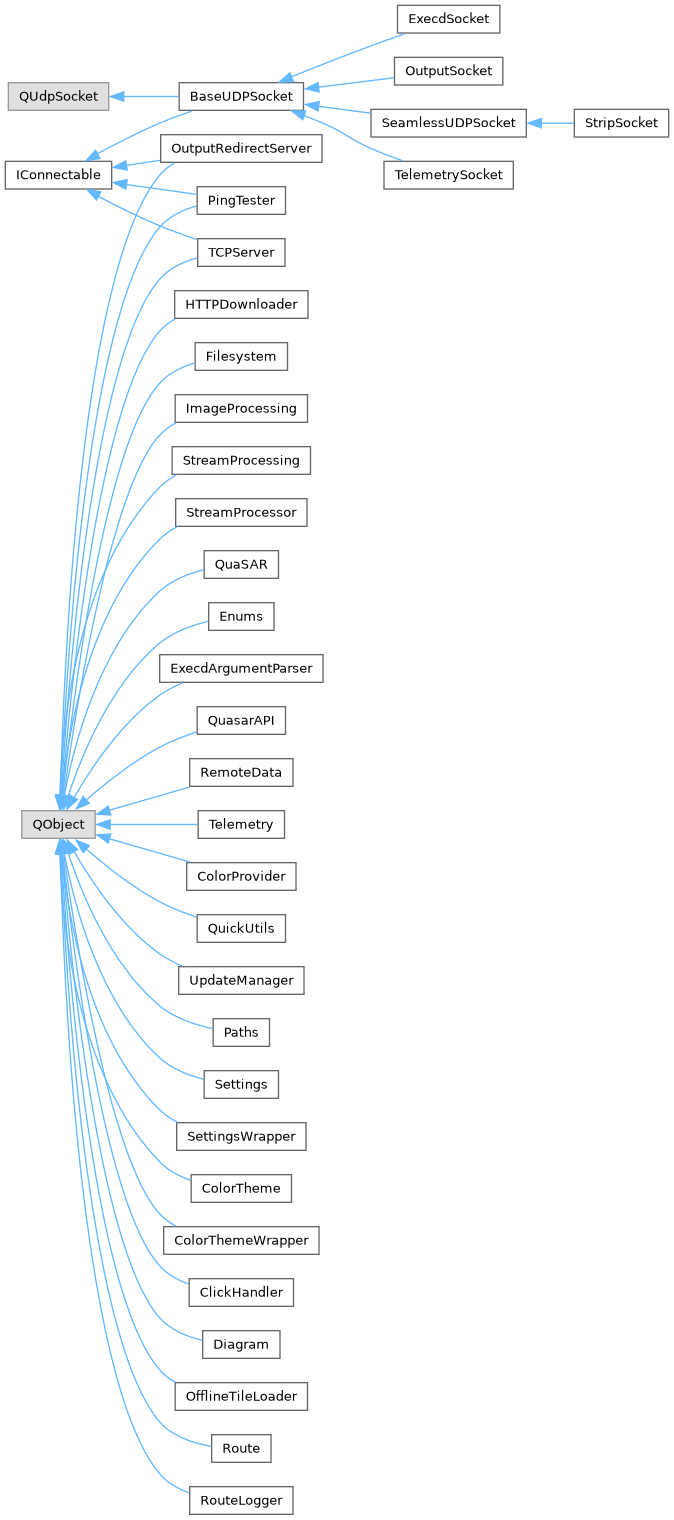 ExecdSocket
OutputSocket
QUdpSocket
BaseUDPSocket
SeamlessUDPSocket
StripSocket
OutputRedirectServer
IConnectable
TelemetrySocket
PingTester
TCPServer
HTTPDownloader
Filesystem
ImageProcessing
StreamProcessing
StreamProcessor
QuaSAR
Enums
ExecdArgumentParser
QuasarAPI
RemoteData
QObject
Telemetry
ColorProvider
QuickUtils
UpdateManager
Paths
Settings
SettingsWrapper
ColorTheme
ColorThemeWrapper
ClickHandler
Diagram
OfflineTileLoader
Route
RouteLogger